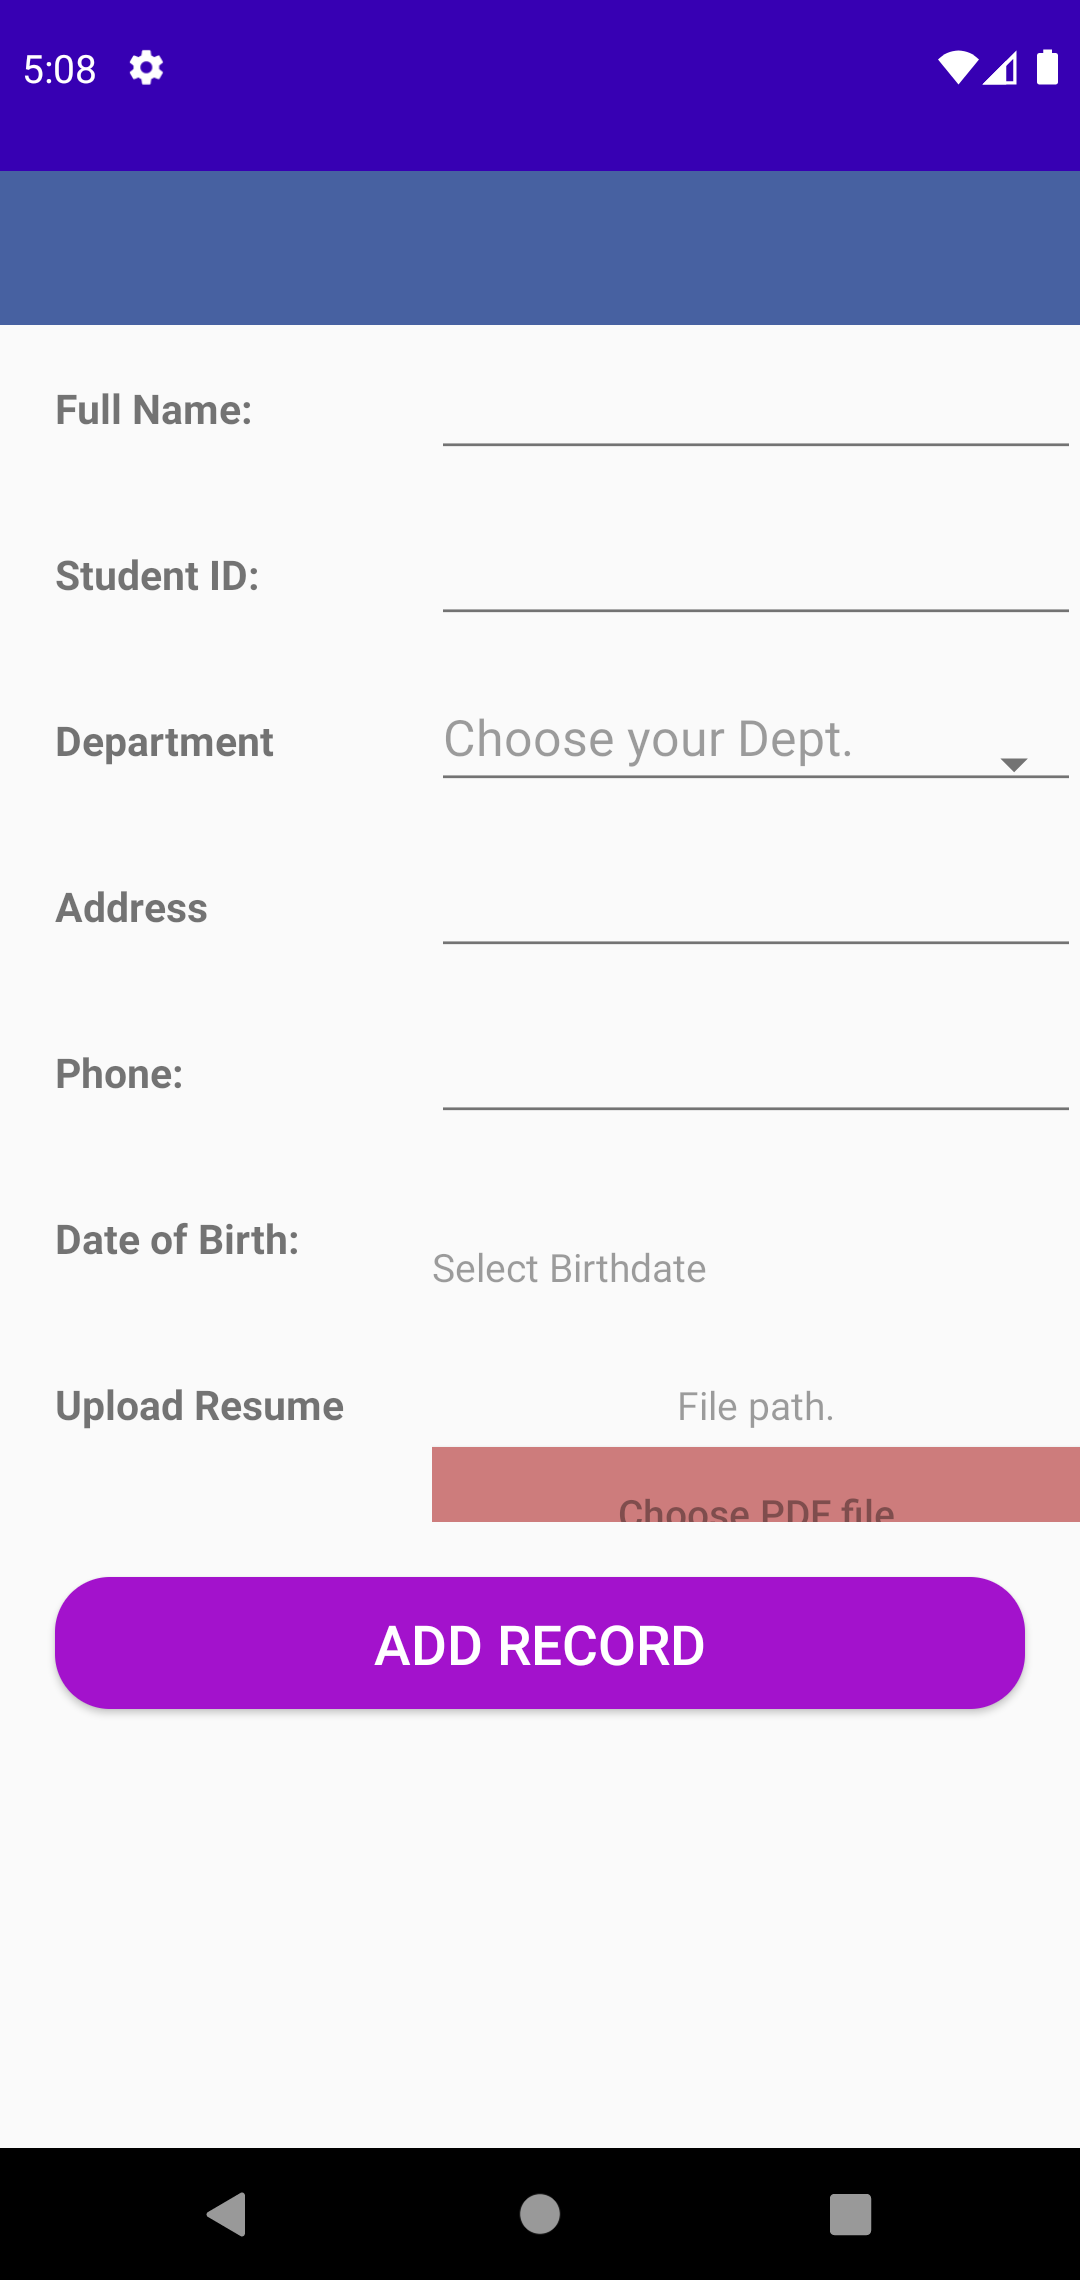 5:08
Full Name:
Student ID:
Department
Choose your Dept.
Address
Phone:
Date of Birth:
Select Birthdate
Upload Resume
File path.
Choose PDF file
ADD RECORD